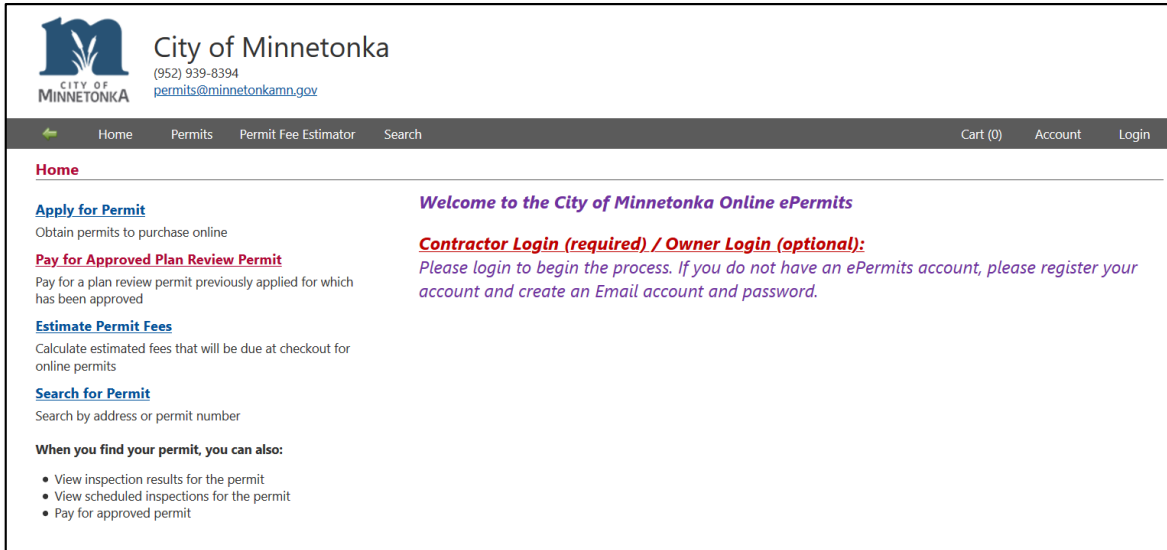 CITY OF
MINNETONKA
City of Minnetonka
(952) 939-8394
permits@minnetonkamn.gov
Home Permits Permit Fee Estimator Search Cart (0) Account Login
Home
Apply for Permit
Obtain permits to purchase online
Pay for Approved Plan Review Permit
Pay for a plan review permit previously applied for which
has been approved
Estimate Permit Fees
Calculate estimated fees that will be due at checkout for
online permits
Search for Permit
Search by address or permit number
When you find your permit, you can also:
• View inspection results for the permit
• View scheduled inspections for the permit
• Pay for approved permit
Welcome to the City of Minnetonka Online ePermits
Contractor Login (required) / Owner Login (optional):
Please login to begin the process. If you do not have an ePermits account, please register your
account and create an Email account and password.